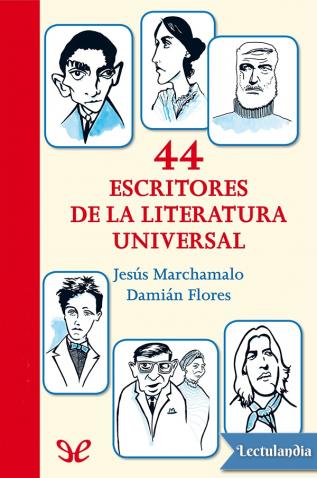 44
ESCRITORES
DE LA LITERATURA
UNIVERSAL
Jesús Marchamalo
Damián Flores
Lectulandia